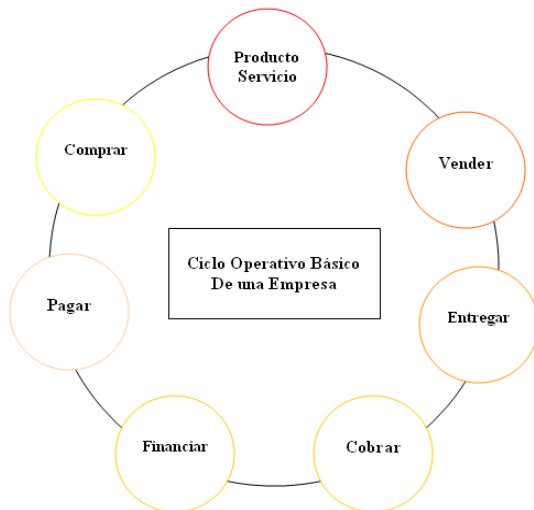 Producto
Servicio
Vender
Entregar
Cobrar
Financiar
Pagar
Comprar
Ciclo Operativo Básico
De una Empresa